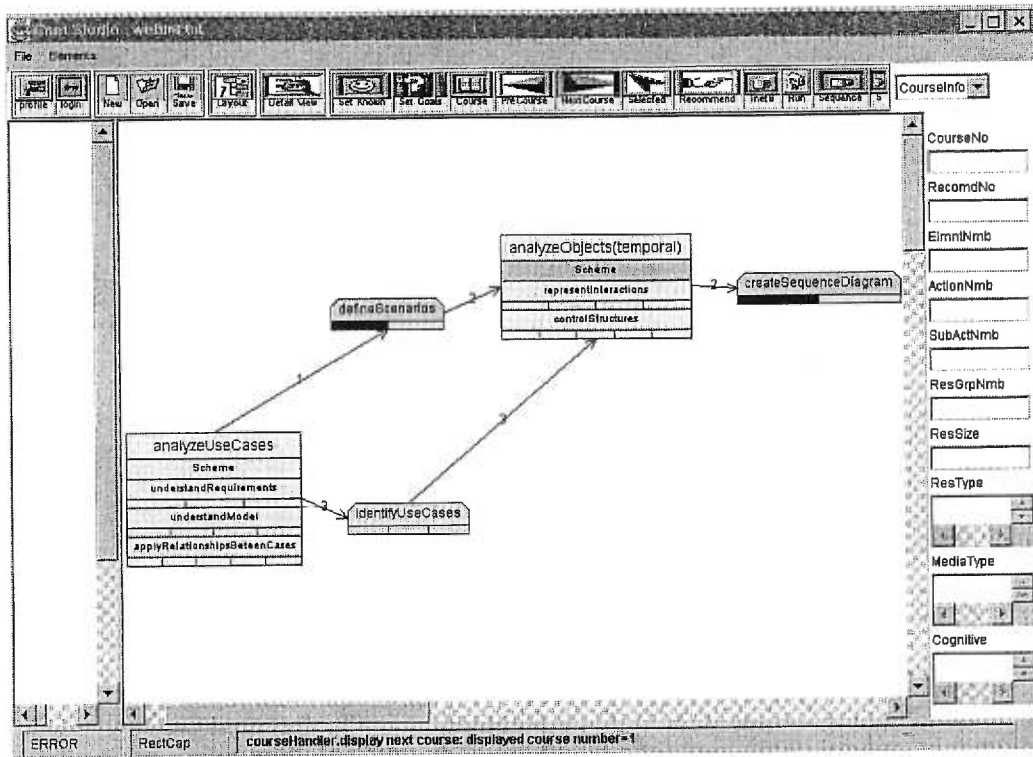 File Elements
profile login New Open Save Layout Detail View Set Known Set Goals Course PreCourse NextCourse Selected Recommend Run Sequence S
CourseInfo
CourseNo
RecomdNo
ElmntNmb
ActionNmb
SubActNmb
ResGrpNmb
ResSize
ResType
MediaType
Cognitive
analyzeObjects(temporal)
Scheme
representInteractions
controlStructures
2
createSequenceDiagram
defineScenarios
2
1
analyzeUseCases
Scheme
understandRequirements
understandModel
applyRelationshipsBeteenCases
3
identifyUseCases
ERROR
RectCap
courseHandler.display next course: displayed course number=1